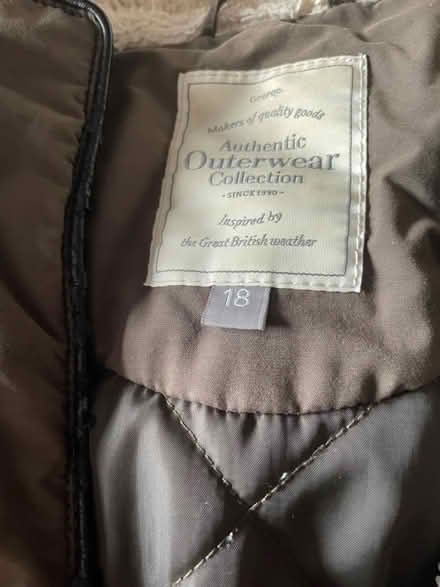 George.
Makers of quality goods
Authentic
Outerwear
Collection
- SINCE 1990 -
Inspired by
the Great British weather
18